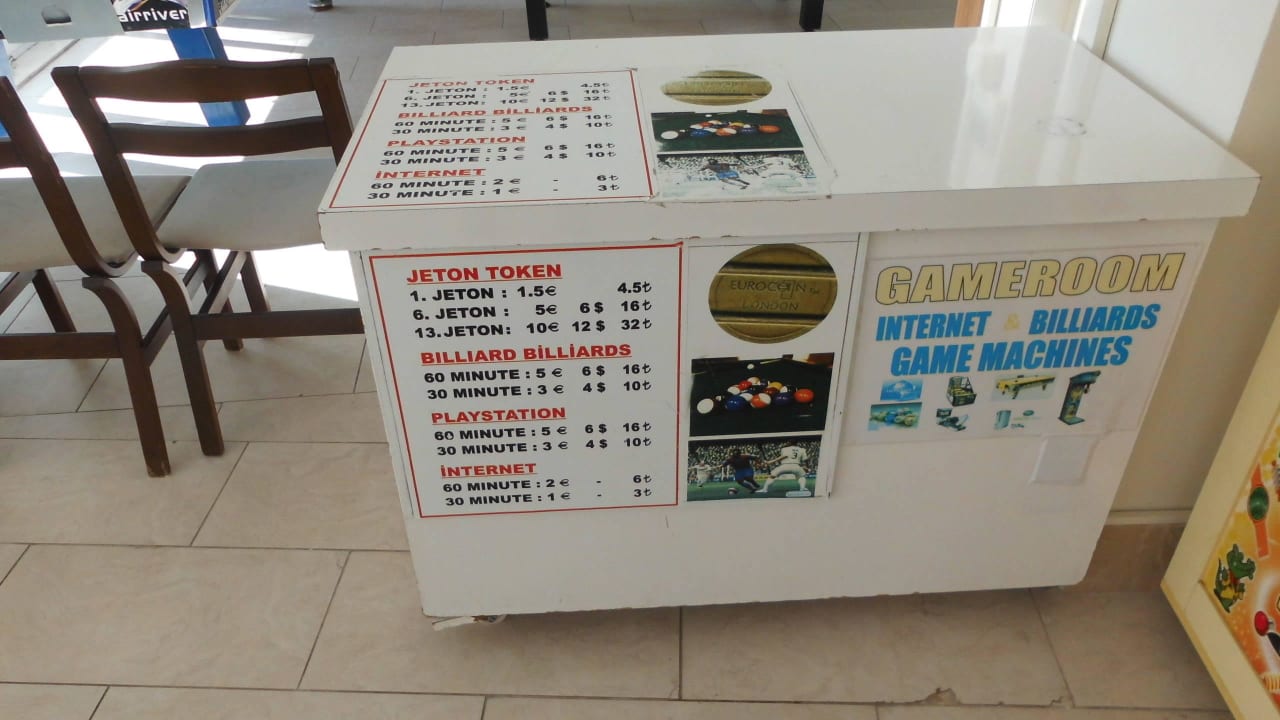 airriver
JETON TOKEN
1. JETON : 1.5€ 4.5₺
6. JETON : 5€ 6 $ 16₺
13. JETON : 10€ 12 $ 32₺
BILLIARD BİLLİARDS
60 MINUTE : 5 € 6 $ 16₺
30 MINUTE : 3 € 4 $ 10₺
PLAYSTATION
60 MINUTE : 5 € 6 $ 16₺
30 MINUTE : 3 € 4 $ 10₺
İNTERNET
60 MINUTE : 2 € - 6₺
30 MINUTE : 1 € - 3₺
JETON TOKEN
1. JETON : 1.5€ 4.5₺
6. JETON : 5€ 6 $ 16₺
13. JETON: 10€ 12 $ 32₺
BILLIARD BİLLİARDS
60 MINUTE : 5 € 6 $ 16₺
30 MINUTE : 3 € 4 $ 10₺
PLAYSTATION
60 MINUTE : 5 € 6 $ 16₺
30 MINUTE : 3 € 4 $ 10₺
İNTERNET
60 MINUTE : 2 € - 6₺
30 MINUTE : 1 € - 3₺
EUROCOIN
LONDON
GAMEROOM
INTERNET & BILLIARDS
GAME MACHINES